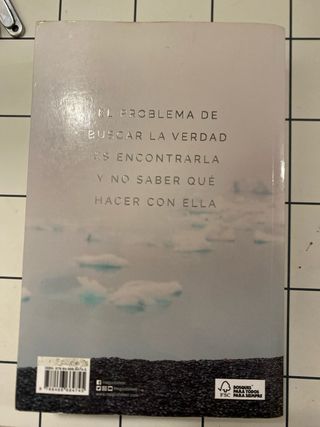 EL PROBLEMA DE
BUSCAR LA VERDAD
ES ENCONTRARLA
Y NO SABER QUÉ
HACER CON ELLA
FSC
BOSQUES
PARA TODOS
PARA SIEMPRE